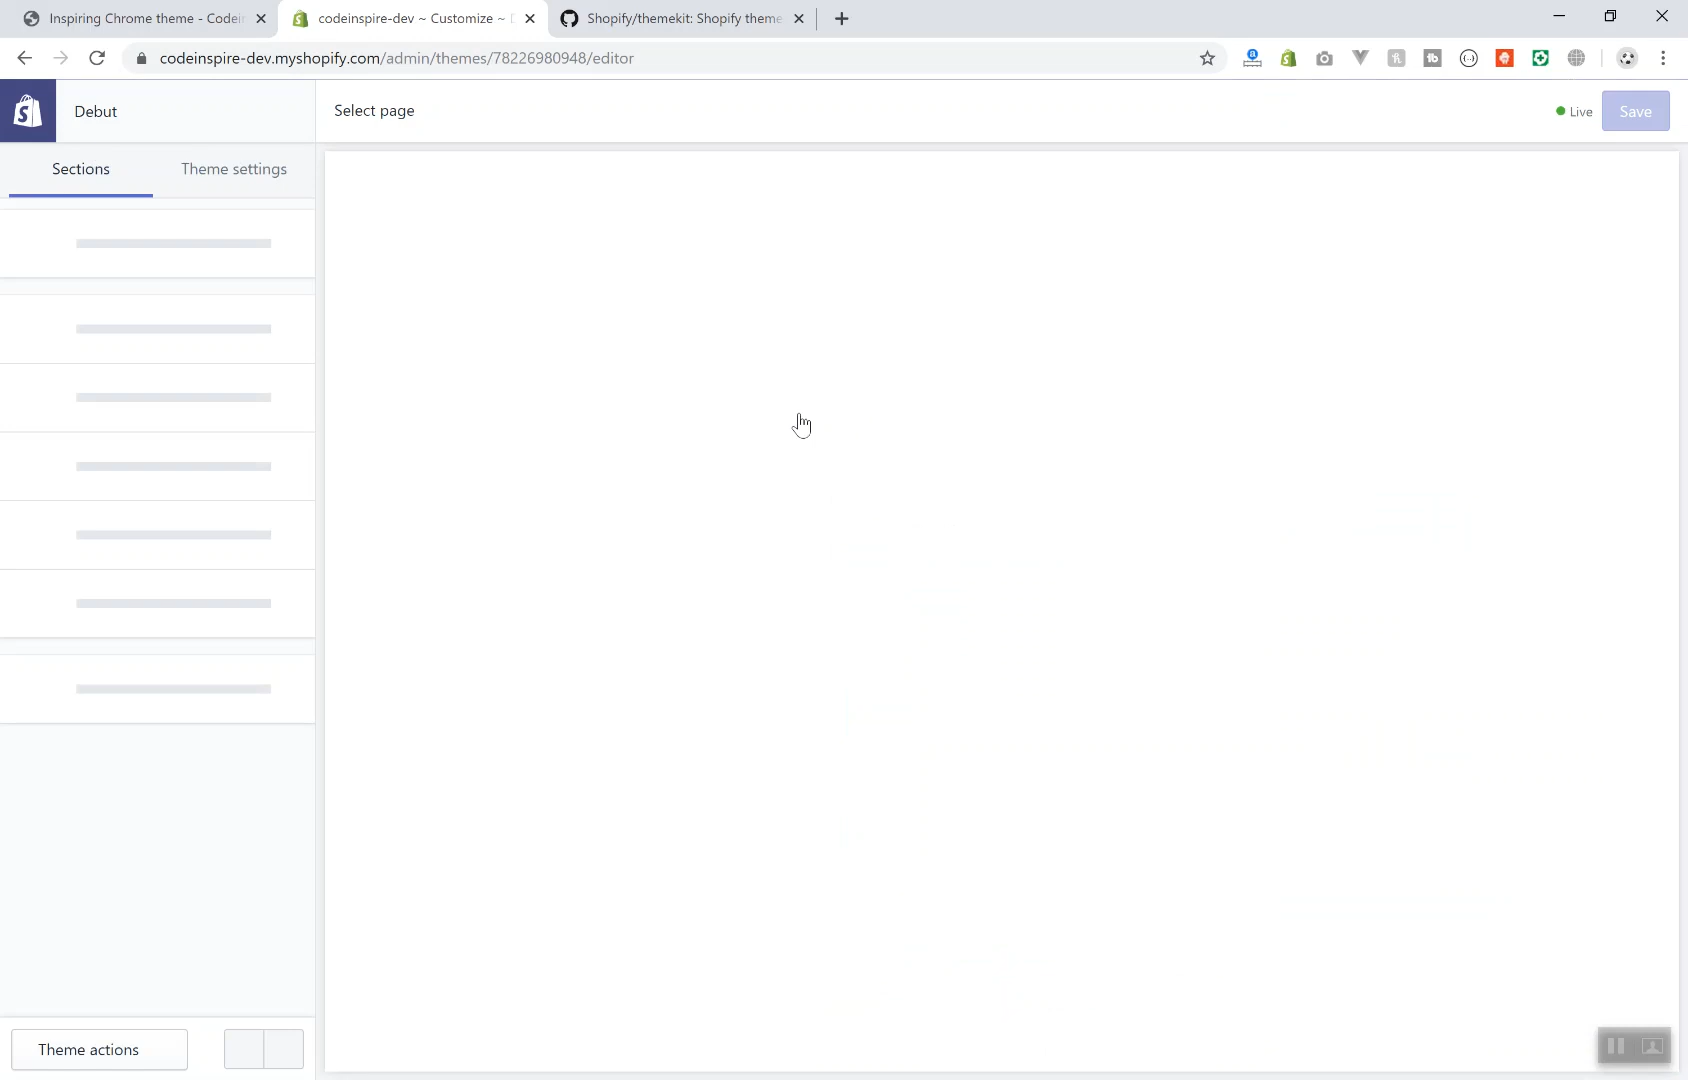 Inspiring Chrome theme - Codein
codeinspire-dev ~ Customize ~ D
Shopify/themekit: Shopify theme
codeinspire-dev.myshopify.com/admin/themes/78226980948/editor
Debut
Select page
Live
Save
Sections
Theme settings
Theme actions